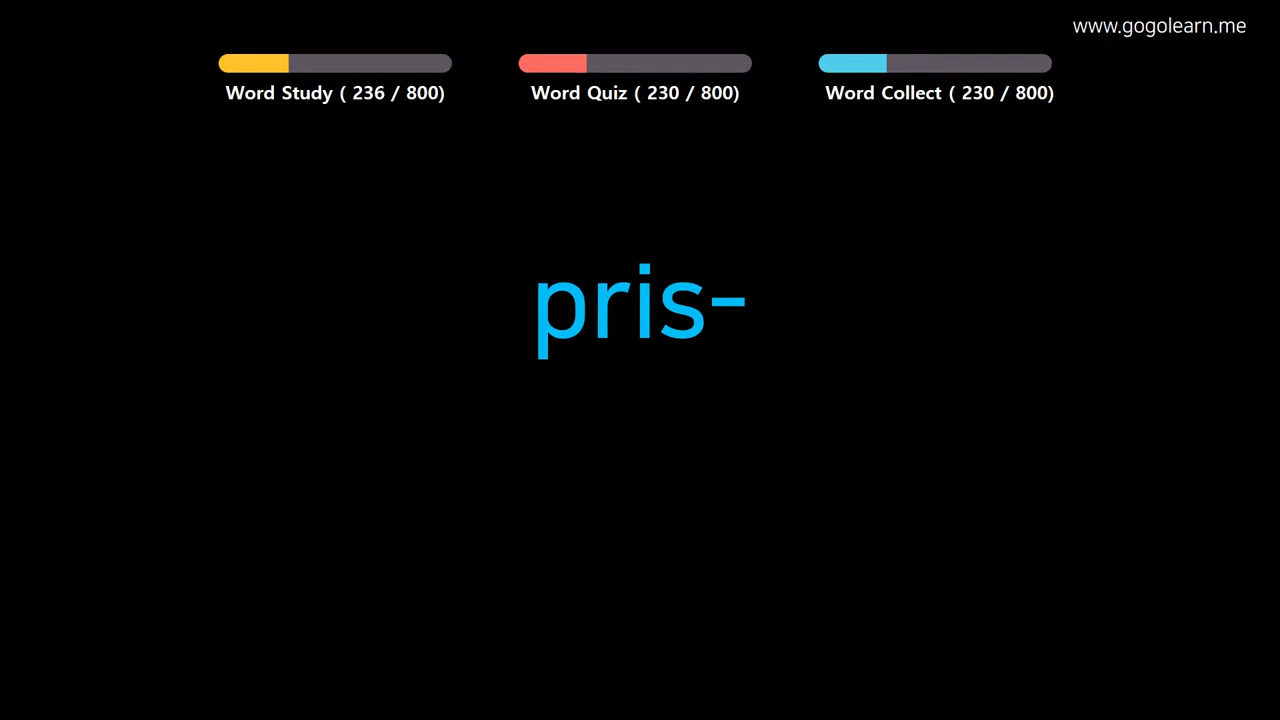 www.gogolearn.me
Word Study ( 236 / 800)
Word Quiz ( 230 / 800)
Word Collect ( 230 / 800)
pris-